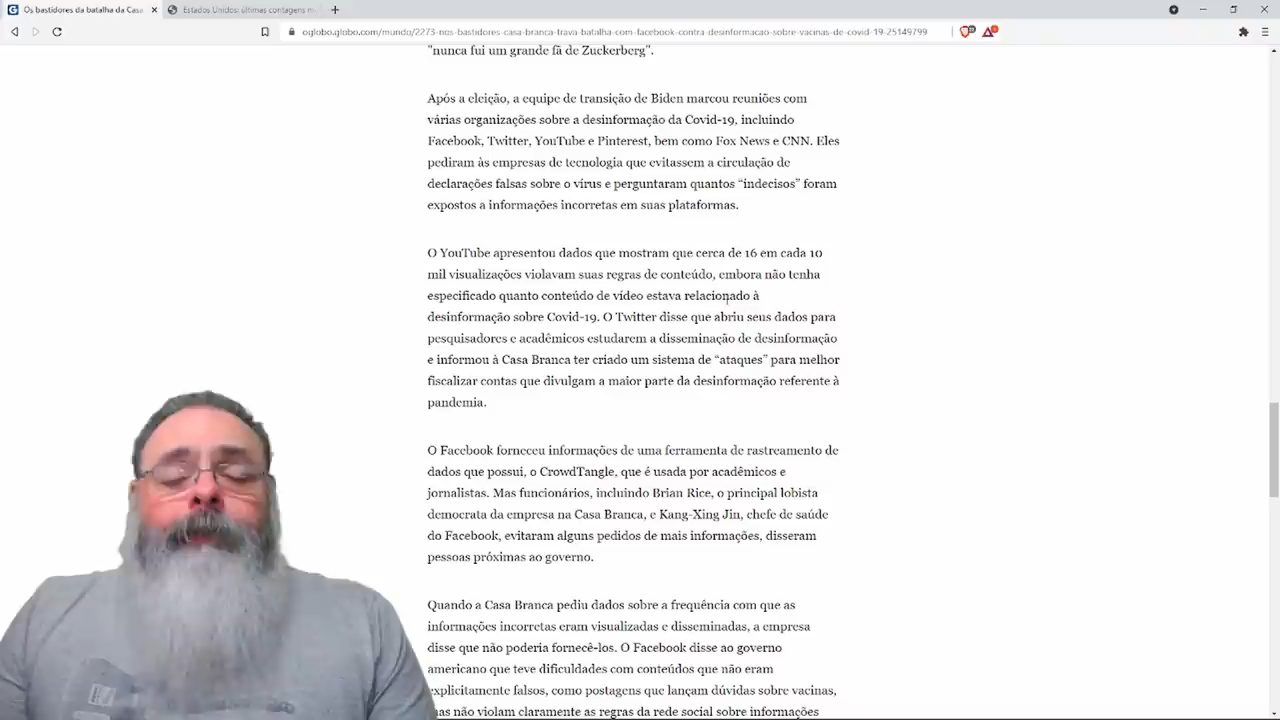 Os bastidores da batalha da Casa
Estados Unidos: últimas contagens m
oglobo.globo.com/mundo/2273-nos-bastidores-casa-branca-trava-batalha-com-facebook-contra-desinformacao-sobre-vacinas-de-covid-19-25149799
"nunca fui um grande fã de Zuckerberg".
Após a eleição, a equipe de transição de Biden marcou reuniões com
várias organizações sobre a desinformação da Covid-19, incluindo
Facebook, Twitter, YouTube e Pinterest, bem como Fox News e CNN. Eles
pediram às empresas de tecnologia que evitassem a circulação de
declarações falsas sobre o vírus e perguntaram quantos “indecisos” foram
expostos a informações incorretas em suas plataformas.
O YouTube apresentou dados que mostram que cerca de 16 em cada 10
mil visualizações violavam suas regras de conteúdo, embora não tenha
especificado quanto conteúdo de vídeo estava relacionado à
desinformação sobre Covid-19. O Twitter disse que abriu seus dados para
pesquisadores e acadêmicos estudarem a disseminação de desinformação
e informou à Casa Branca ter criado um sistema de “ataques” para melhor
fiscalizar contas que divulgam a maior parte da desinformação referente à
pandemia.
O Facebook forneceu informações de uma ferramenta de rastreamento de
dados que possui, o CrowdTangle, que é usada por acadêmicos e
jornalistas. Mas funcionários, incluindo Brian Rice, o principal lobista
democrata da empresa na Casa Branca, e Kang-Xing Jin, chefe de saúde
do Facebook, evitaram alguns pedidos de mais informações, disseram
pessoas próximas ao governo.
Quando a Casa Branca pediu dados sobre a frequência com que as
informações incorretas eram visualizadas e disseminadas, a empresa
disse que não poderia fornecê-los. O Facebook disse ao governo
americano que teve dificuldades com conteúdos que não eram
explicitamente falsos, como postagens que lançam dúvidas sobre vacinas,
mas não violam claramente as regras da rede social sobre informações